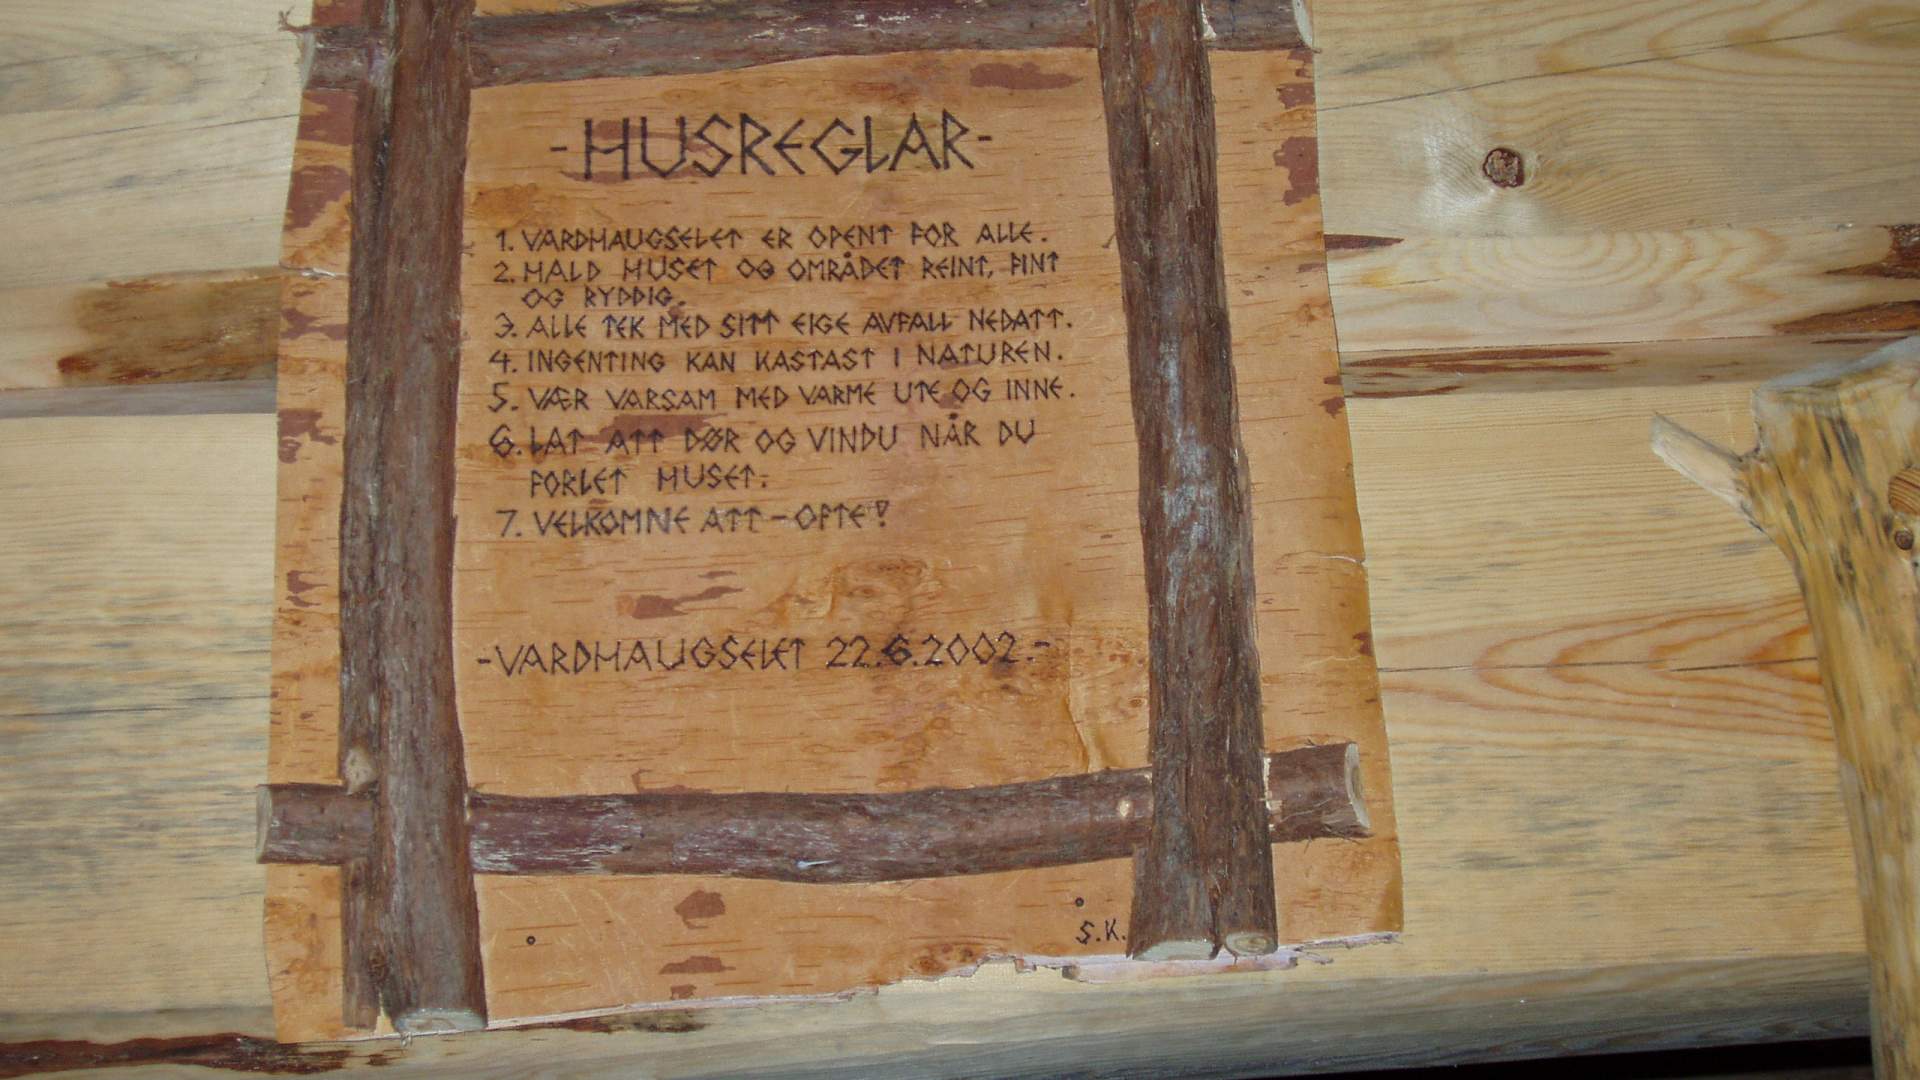 -HUSREGLAR-
1. VARDHAUGSELET ER OPENT FOR ALLE.
2. HALD HUSET OG OMRÅDET REINT, FINT
OG RYDDIG.
3. ALLE TEK MED SITT EIGE AVFALL NEDATT.
4. INGENTING KAN KASTAST I NATUREN.
5. VÆR VARSAM MED VARME UTE OG INNE.
6. LAT ATT DØR OG VINDU NÅR DU
FORLET HUSET.
7. VELKOMNE ATT - OFTE!
-VARDHAUGSELET 22.6.2002.-
S.K.